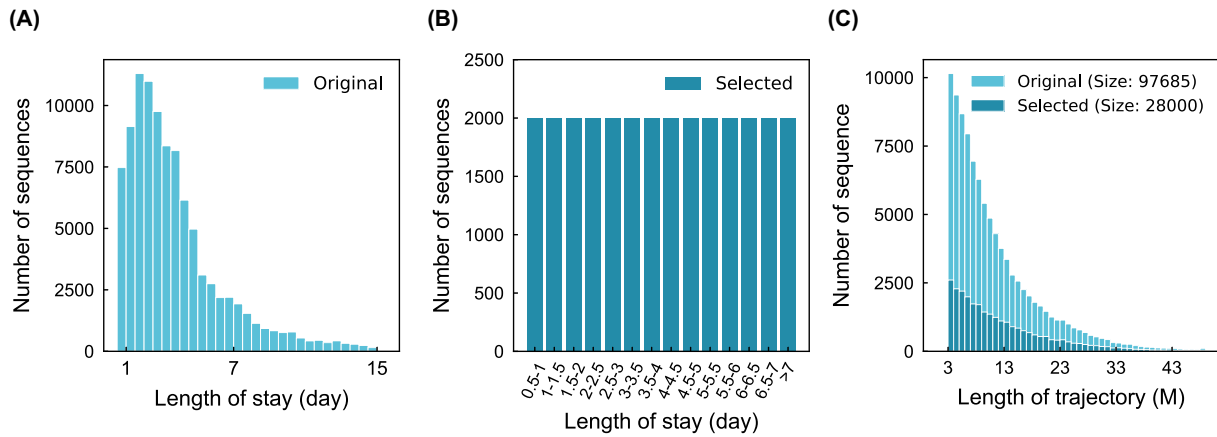 (A)
Number of sequences
10000
7500
5000
2500
0
Original
1
7
15
Length of stay (day)
(B)
Number of sequences
2500
2000
1500
1000
500
0
Selected
0.5-1
1-1.5
1.5-2
2-2.5
2.5-3
3-3.5
3.5-4
4-4.5
4.5-5
5-5.5
5.5-6
6-6.5
6.5-7
>7
Length of stay (day)
(C)
Number of sequence
10000
7500
5000
2500
0
Original (Size: 97685)
Selected (Size: 28000)
3
13
23
33
43
Length of trajectory (M)